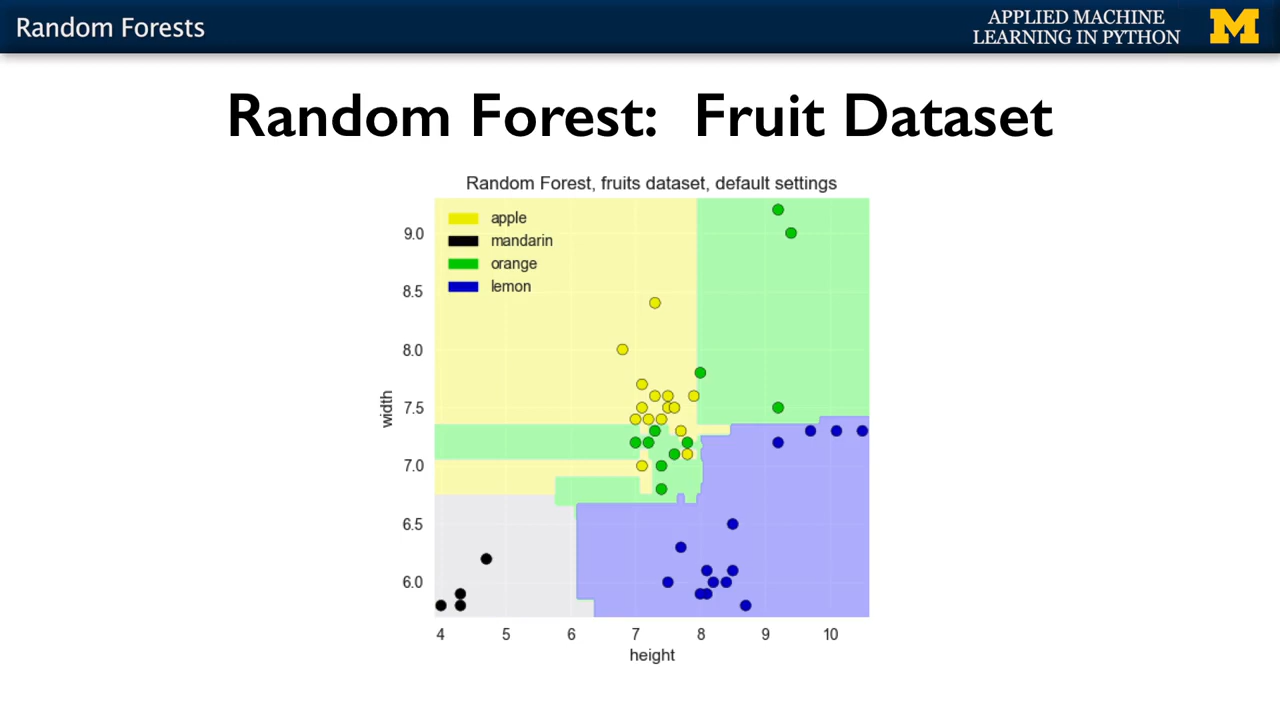 Random Forests
APPLIED MACHINE
LEARNING IN PYTHON
M
Random Forest: Fruit Dataset
Random Forest, fruits dataset, default settings
apple
mandarin
orange
lemon
width
9.0
8.5
8.0
7.5
7.0
6.5
6.0
4 5 6 7 8 9 10
height